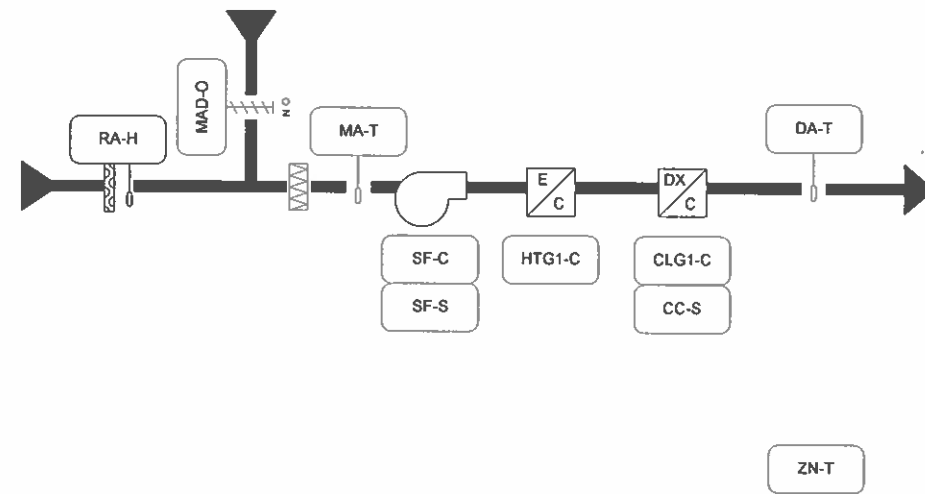 MAD-O
N O
RA-H
MA-T
DA-T
E
C
DX
C
SF-C
HTG1-C
CLG1-C
SF-S
CC-S
ZN-T